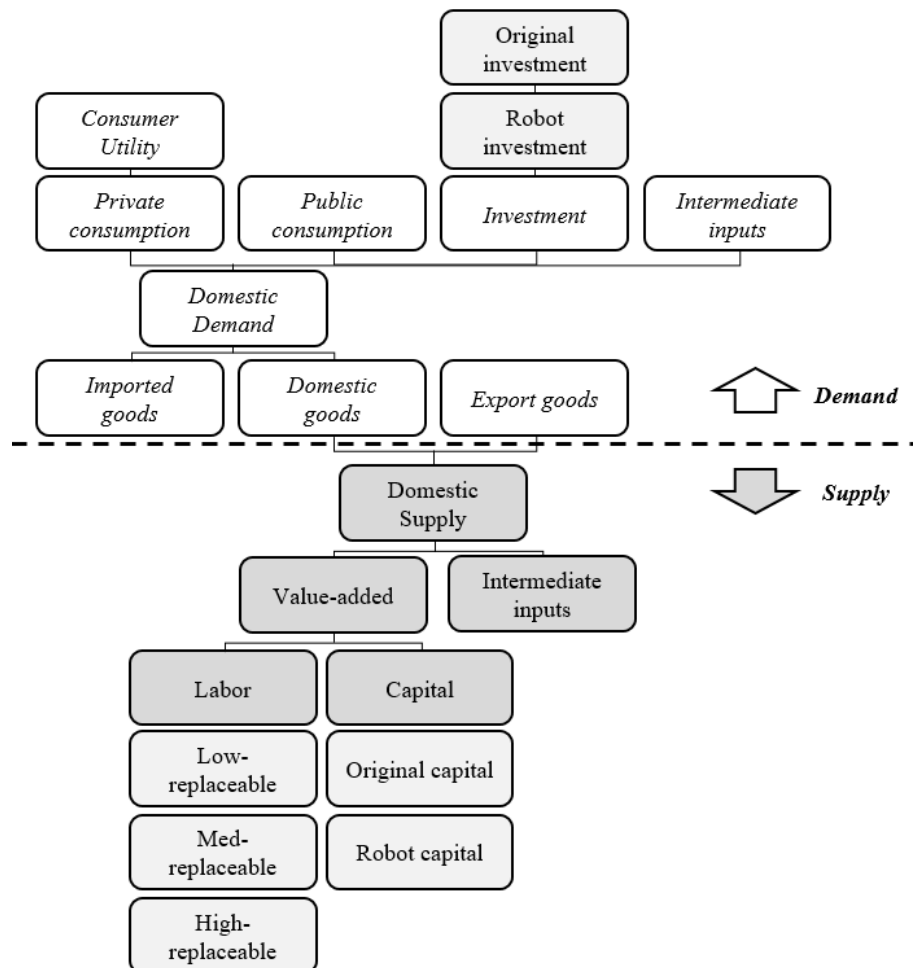 Original
investment
Consumer
Utility
Robot
investment
Private
consumption
Public
consumption
Investment
Intermediate
inputs
Domestic
Demand
Imported
goods
Domestic
goods
Export goods
Demand
Domestic
Supply
Supply
Value-added
Intermediate
inputs
Labor
Capital
Low-
replaceable
Original capital
Med-
replaceable
Robot capital
High-
replaceable